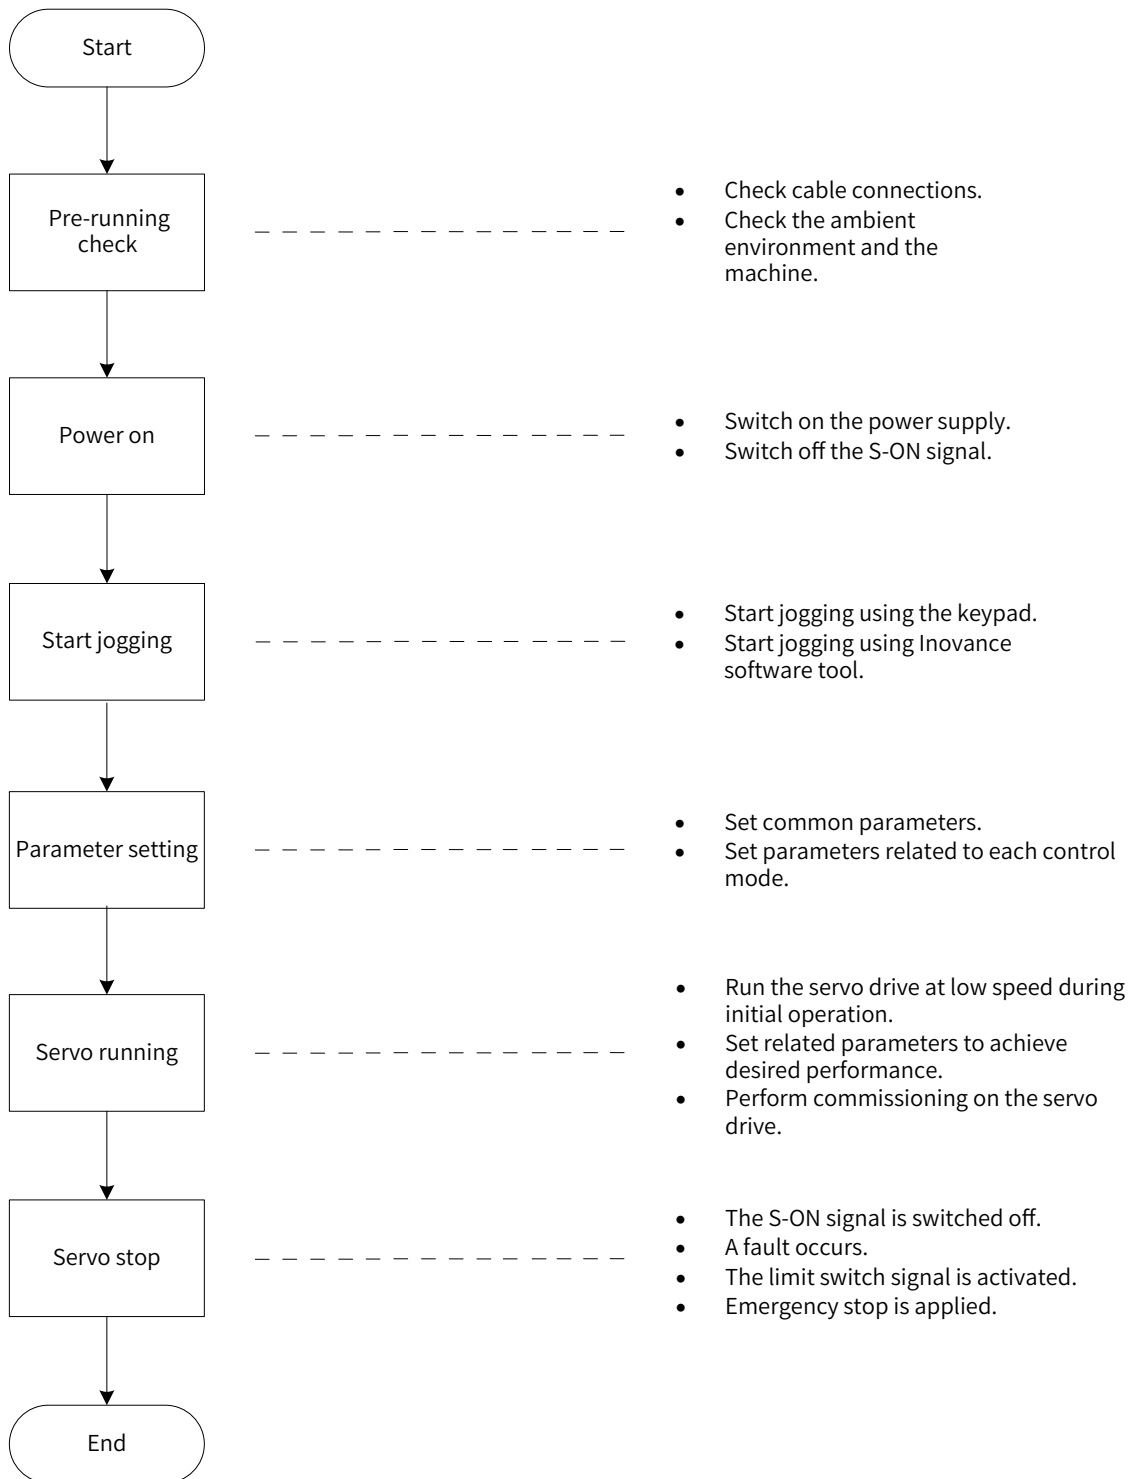 Start
Pre-running
check
• Check cable connections.
• Check the ambient
environment and the
machine.
Power on
• Switch on the power supply.
• Switch off the S-ON signal.
Start jogging
• Start jogging using the keypad.
• Start jogging using Inovance
software tool.
Parameter setting
• Set common parameters.
• Set parameters related to each control
mode.
Servo running
• Run the servo drive at low speed during
initial operation.
• Set related parameters to achieve
desired performance.
• Perform commissioning on the servo
drive.
Servo stop
• The S-ON signal is switched off.
• A fault occurs.
• The limit switch signal is activated.
• Emergency stop is applied.
End